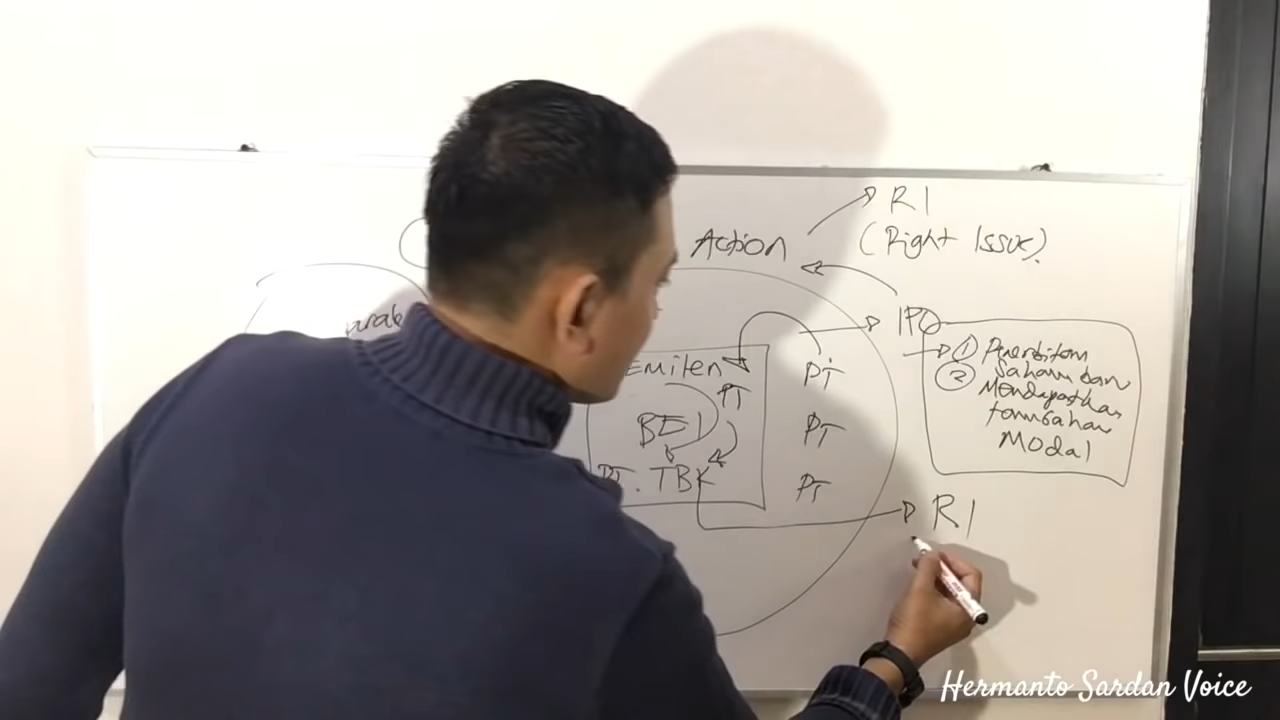 RI
Action
(Right Issue)
IPO
① Penerbitan
② Saham dan
Mendapatkan
tambahan
Modal
Emiten
PT
PT
BEI
PT
PT. TBK
PT
RI
Hermanto Sardan Voice